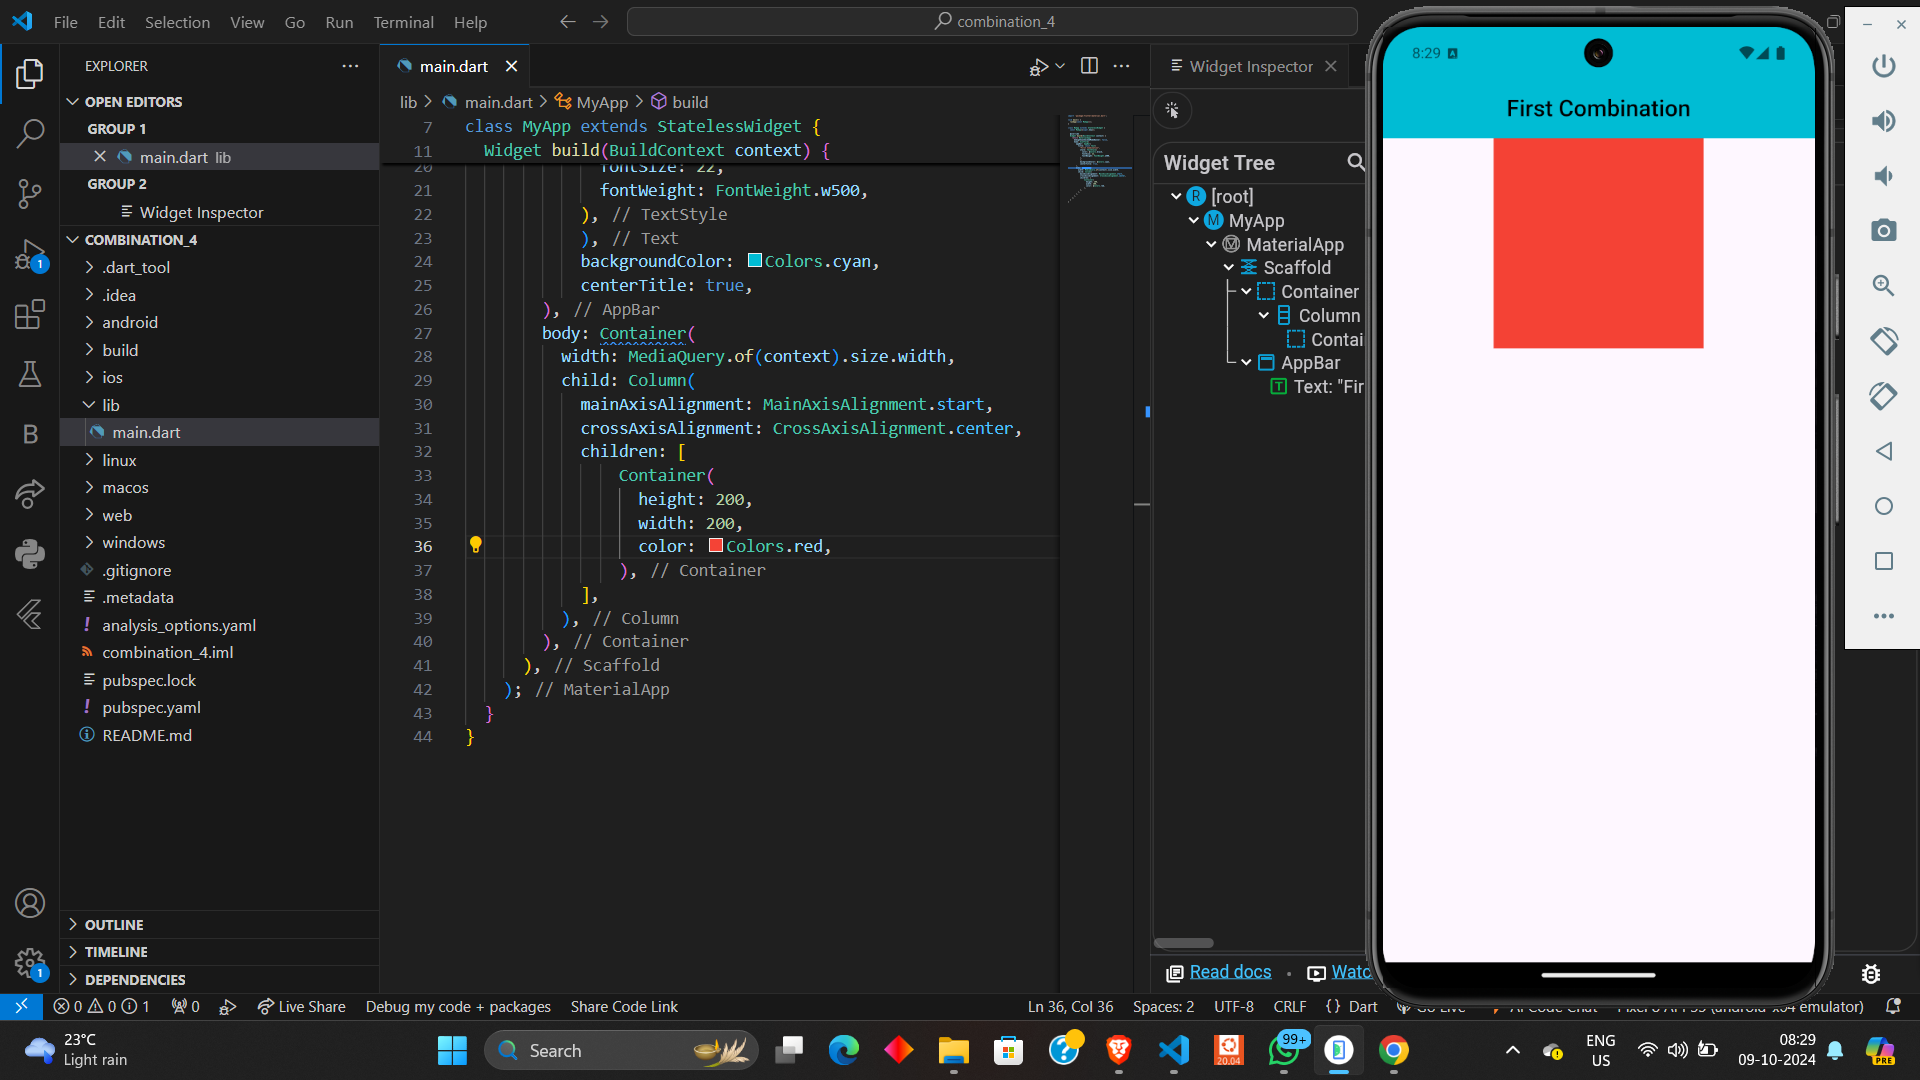 File Edit Selection View Go Run Terminal Help
combination_4
EXPLORER
OPEN EDITORS
GROUP 1
main.dart lib
GROUP 2
Widget Inspector
COMBINATION_4
.dart_tool
.idea
android
build
ios
lib
main.dart
linux
macos
web
windows
.gitignore
.metadata
analysis_options.yaml
combination_4.iml
pubspec.lock
pubspec.yaml
README.md
OUTLINE
TIMELINE
DEPENDENCIES
main.dart
lib > main.dart > MyApp > build
7 class MyApp extends StatelessWidget {
11 Widget build(BuildContext context) {
20 fontSize: 22,
21 fontWeight: FontWeight.w500,
22 ), // TextStyle
23 ), // Text
24 backgroundColor: Colors.cyan,
25 centerTitle: true,
26 ), // AppBar
27 body: Container(
28 width: MediaQuery.of(context).size.width,
29 child: Column(
30 mainAxisAlignment: MainAxisAlignment.start,
31 crossAxisAlignment: CrossAxisAlignment.center,
32 children: [
33 Container(
34 height: 200,
35 width: 200,
36 color: Colors.red,
37 ), // Container
38 ],
39 ), // Column
40 ), // Container
41 ), // Scaffold
42 ); // MaterialApp
43 }
44 }
Widget Inspector
Widget Tree
R [root]
M MyApp
MaterialApp
Scaffold
Container
Column
Contai
AppBar
T Text: "Fir
Read docs • Watc
8:29
First Combination
0 0 1 0 Live Share Debug my code + packages Share Code Link
Ln 36, Col 36 Spaces: 2 UTF-8 CRLF {} Dart
emulator)
23°C
Light rain
Search
20.04
99+
ENG
US
08:29
09-10-2024
PRE